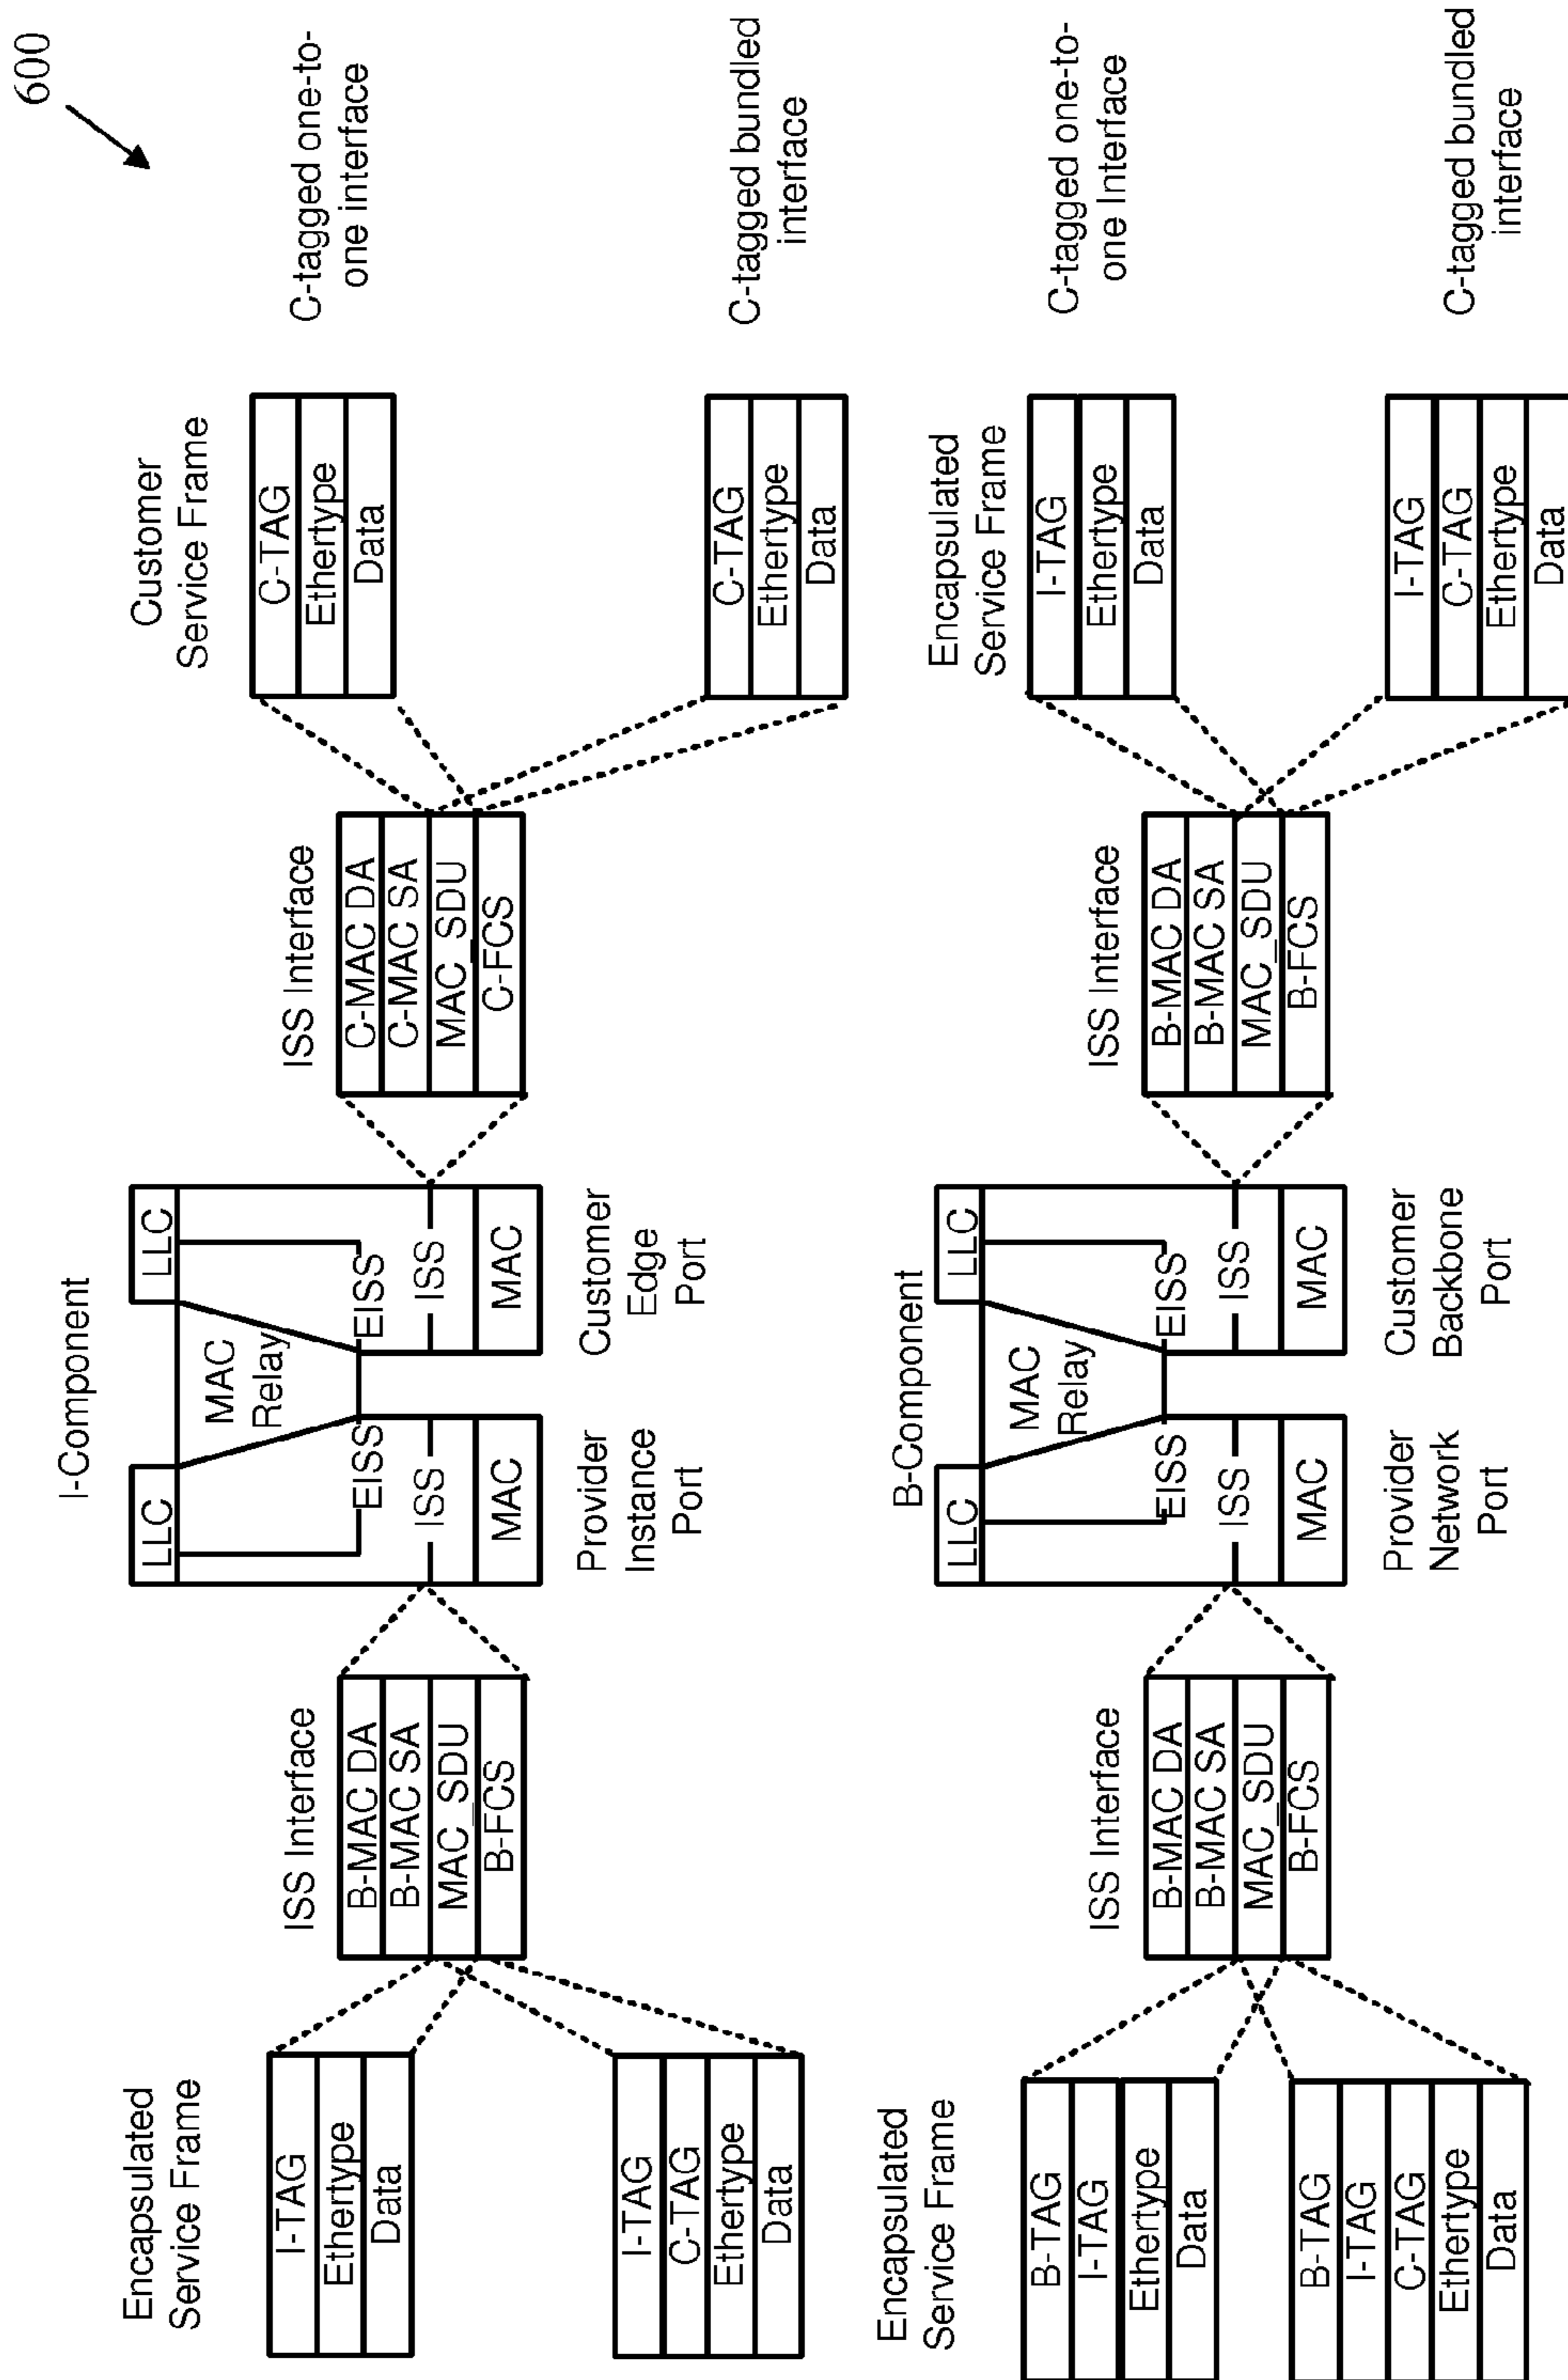 600
I-Component
Encapsulated
Service Frame
I-TAG
Ethertype
Data
I-TAG
C-TAG
Ethertype
Data
ISS Interface
B-MAC DA
B-MAC SA
MAC_SDU
B-FCS
LLC
LLC
MAC
Relay
EISS
EISS
ISS
ISS
MAC
MAC
Provider
Instance
Port
Customer
Edge
Port
ISS Interface
C-MAC DA
C-MAC SA
MAC_SDU
C-FCS
Customer
Service Frame
C-TAG
Ethertype
Data
C-TAG
Ethertype
Data
C-tagged one-to-
one interface
C-tagged bundled
interface
B-Component
Encapsulated
Service Frame
B-TAG
I-TAG
Ethertype
Data
B-TAG
I-TAG
C-TAG
Ethertype
Data
ISS Interface
B-MAC DA
B-MAC SA
MAC_SDU
B-FCS
LLC
LLC
MAC
Relay
EISS
EISS
ISS
ISS
MAC
MAC
Provider
Network
Port
Customer
Backbone
Port
ISS Interface
B-MAC DA
B-MAC SA
MAC_SDU
B-FCS
Encapsulated
Service Frame
I-TAG
Ethertype
Data
I-TAG
C-TAG
Ethertype
Data
C-tagged one-to-
one Interface
C-tagged bundled
interface